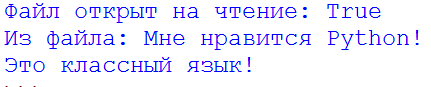 Файл открыт на чтение: True
Из файла: Мне нравится Python!
Это классный язык!